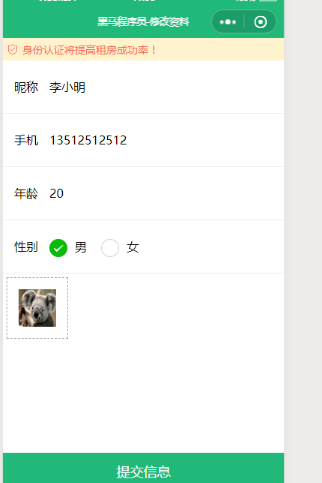 黑马程序员-修改资料
身份认证将提高租房成功率！
昵称 李小明
手机 13512512512
年龄 20
性别 男 女
提交信息